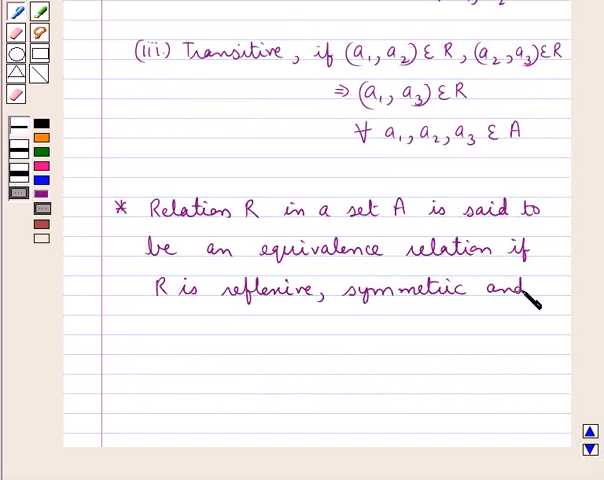 (iii.) Transitive, if (a₁, a₂) ε R, (a₂, a₃) ε R
⇒ (a₁, a₃) ε R
∀ a₁, a₂, a₃ ε A
* Relation R in a set A is said to
be an equivalence relation if
R is reflexive, symmetric and